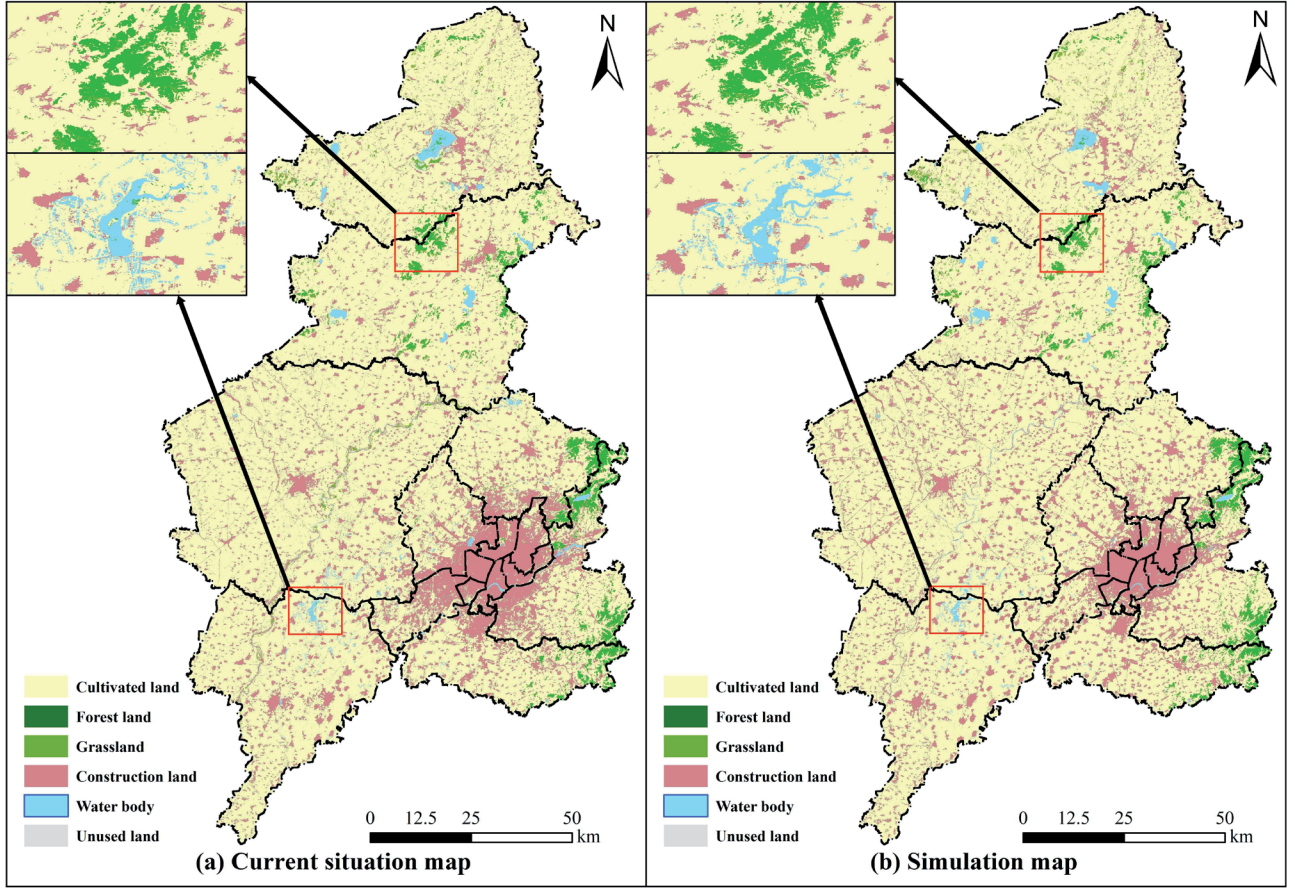 N
Cultivated land
Forest land
Grassland
Construction land
Water body
Unused land
0 12.5 25 50
km
(a) Current situation map
N
Cultivated land
Forest land
Grassland
Construction land
Water body
Unused land
0 12.5 25 50
km
(b) Simulation map